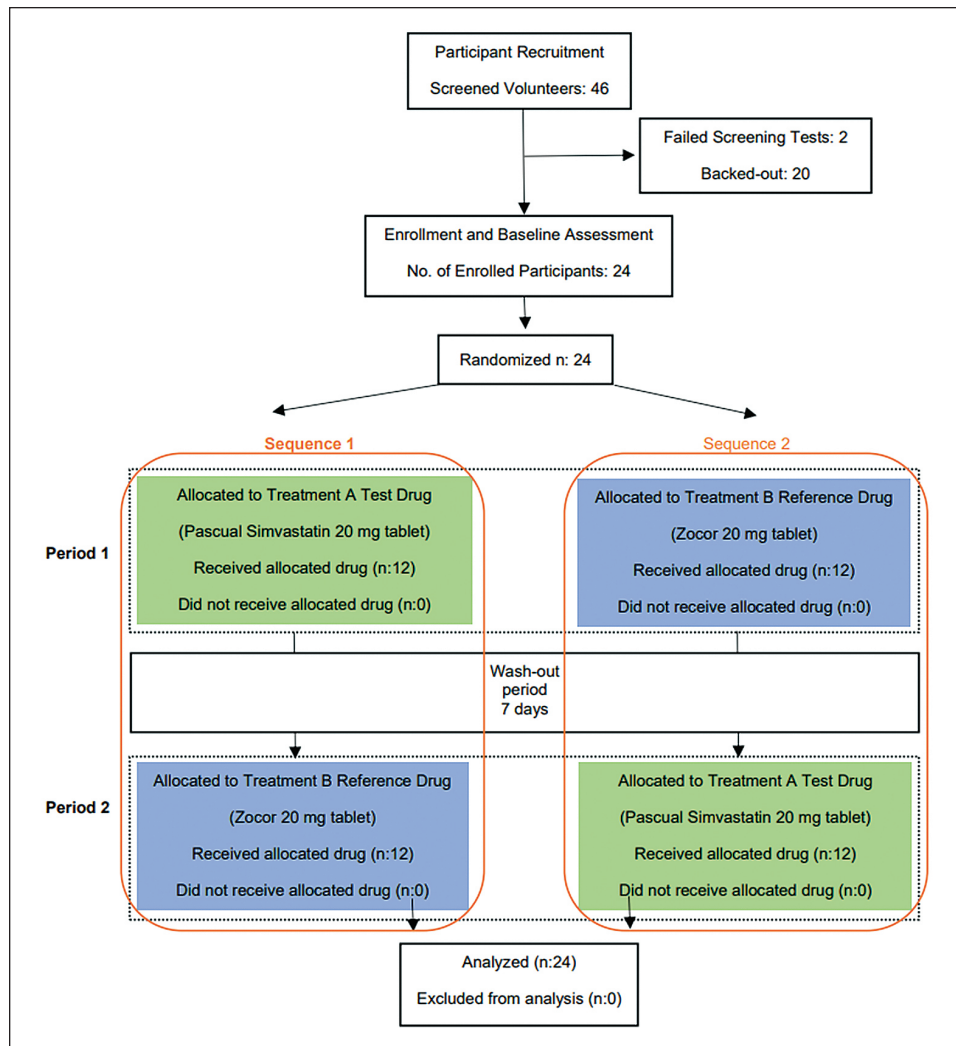 Participant Recruitment
Screened Volunteers: 46
Failed Screening Tests: 2
Backed-out: 20
Enrollment and Baseline Assessment
No. of Enrolled Participants: 24
Randomized n: 24
Sequence 1
Sequence 2
Period 1
Allocated to Treatment A Test Drug
(Pascual Simvastatin 20 mg tablet)
Received allocated drug (n:12)
Did not receive allocated drug (n:0)
Allocated to Treatment B Reference Drug
(Zocor 20 mg tablet)
Received allocated drug (n:12)
Did not receive allocated drug (n:0)
Wash-out
period
7 days
Period 2
Allocated to Treatment B Reference Drug
(Zocor 20 mg tablet)
Received allocated drug (n:12)
Did not receive allocated drug (n:0)
Allocated to Treatment A Test Drug
(Pascual Simvastatin 20 mg tablet)
Received allocated drug (n:12)
Did not receive allocated drug (n:0)
Analyzed (n:24)
Excluded from analysis (n:0)